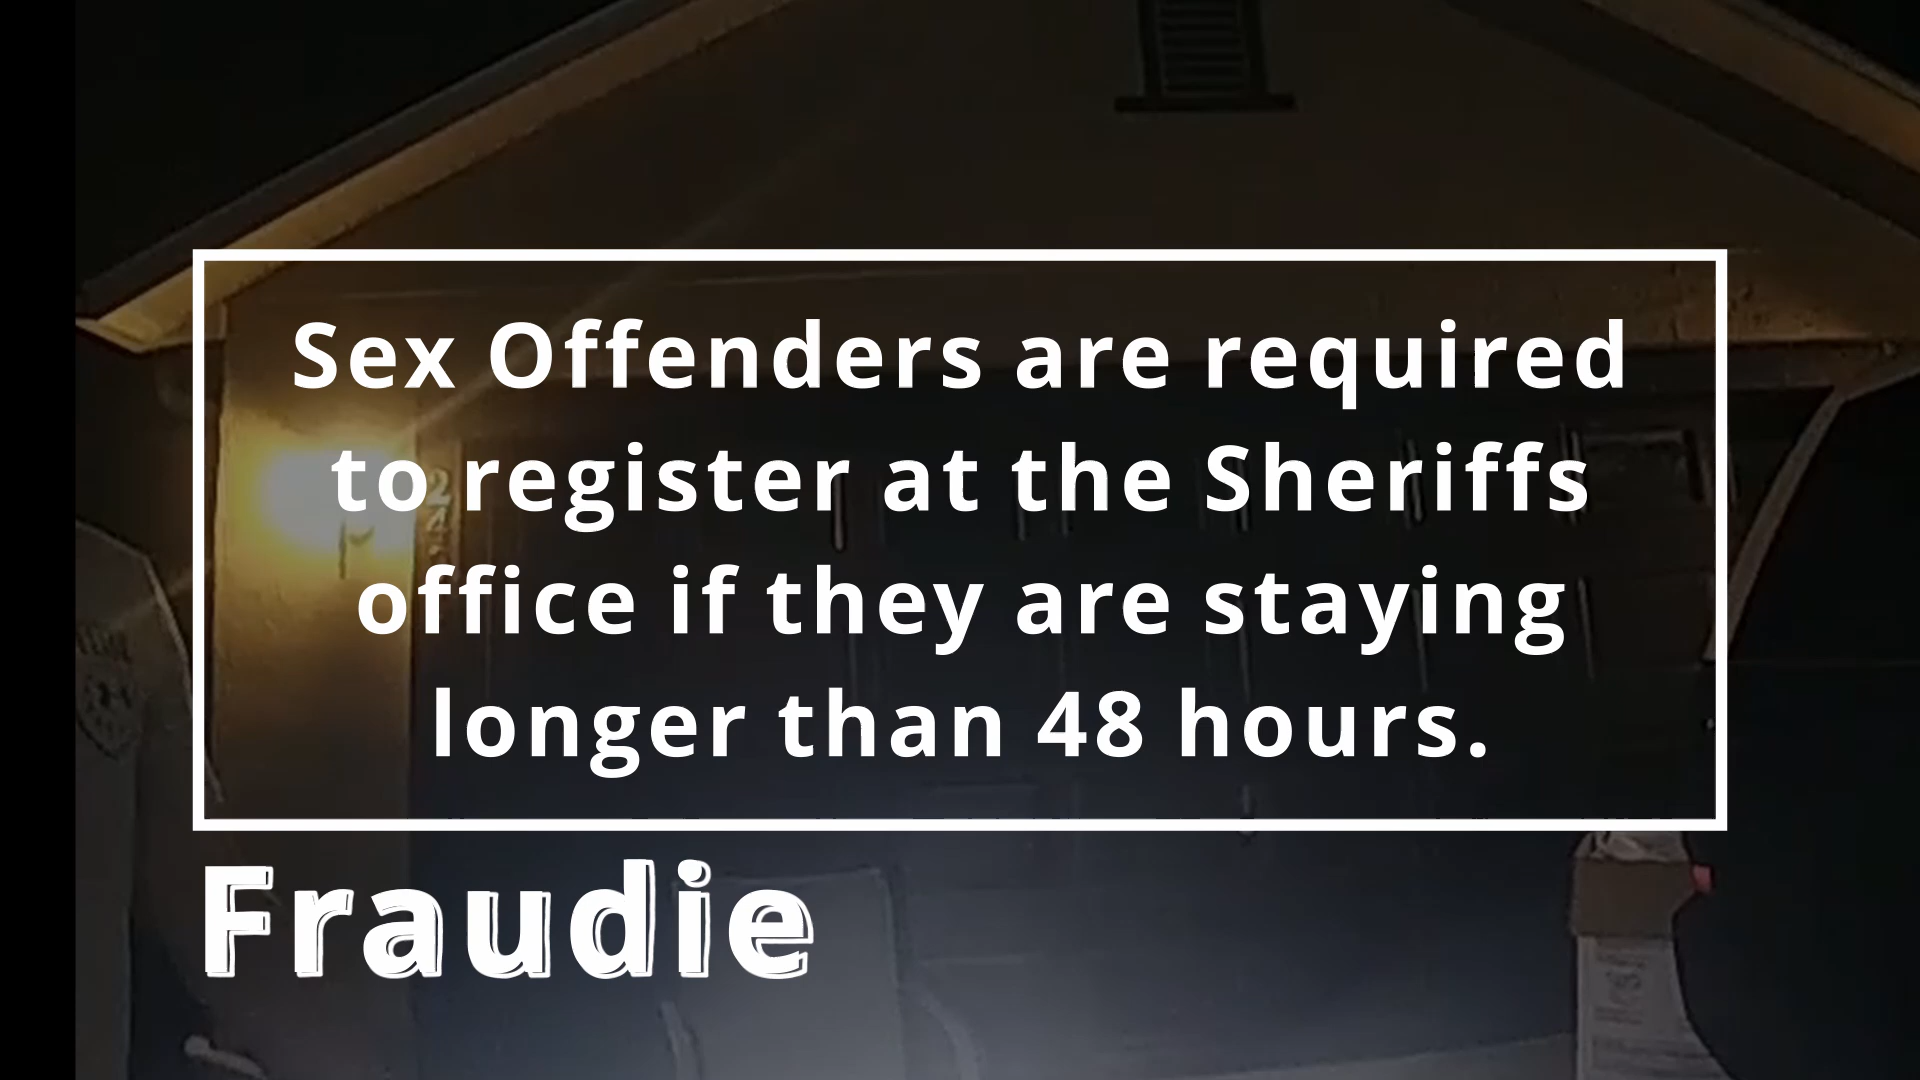 Sex Offenders are required
to register at the Sheriffs
office if they are staying
longer than 48 hours.
Fraudie